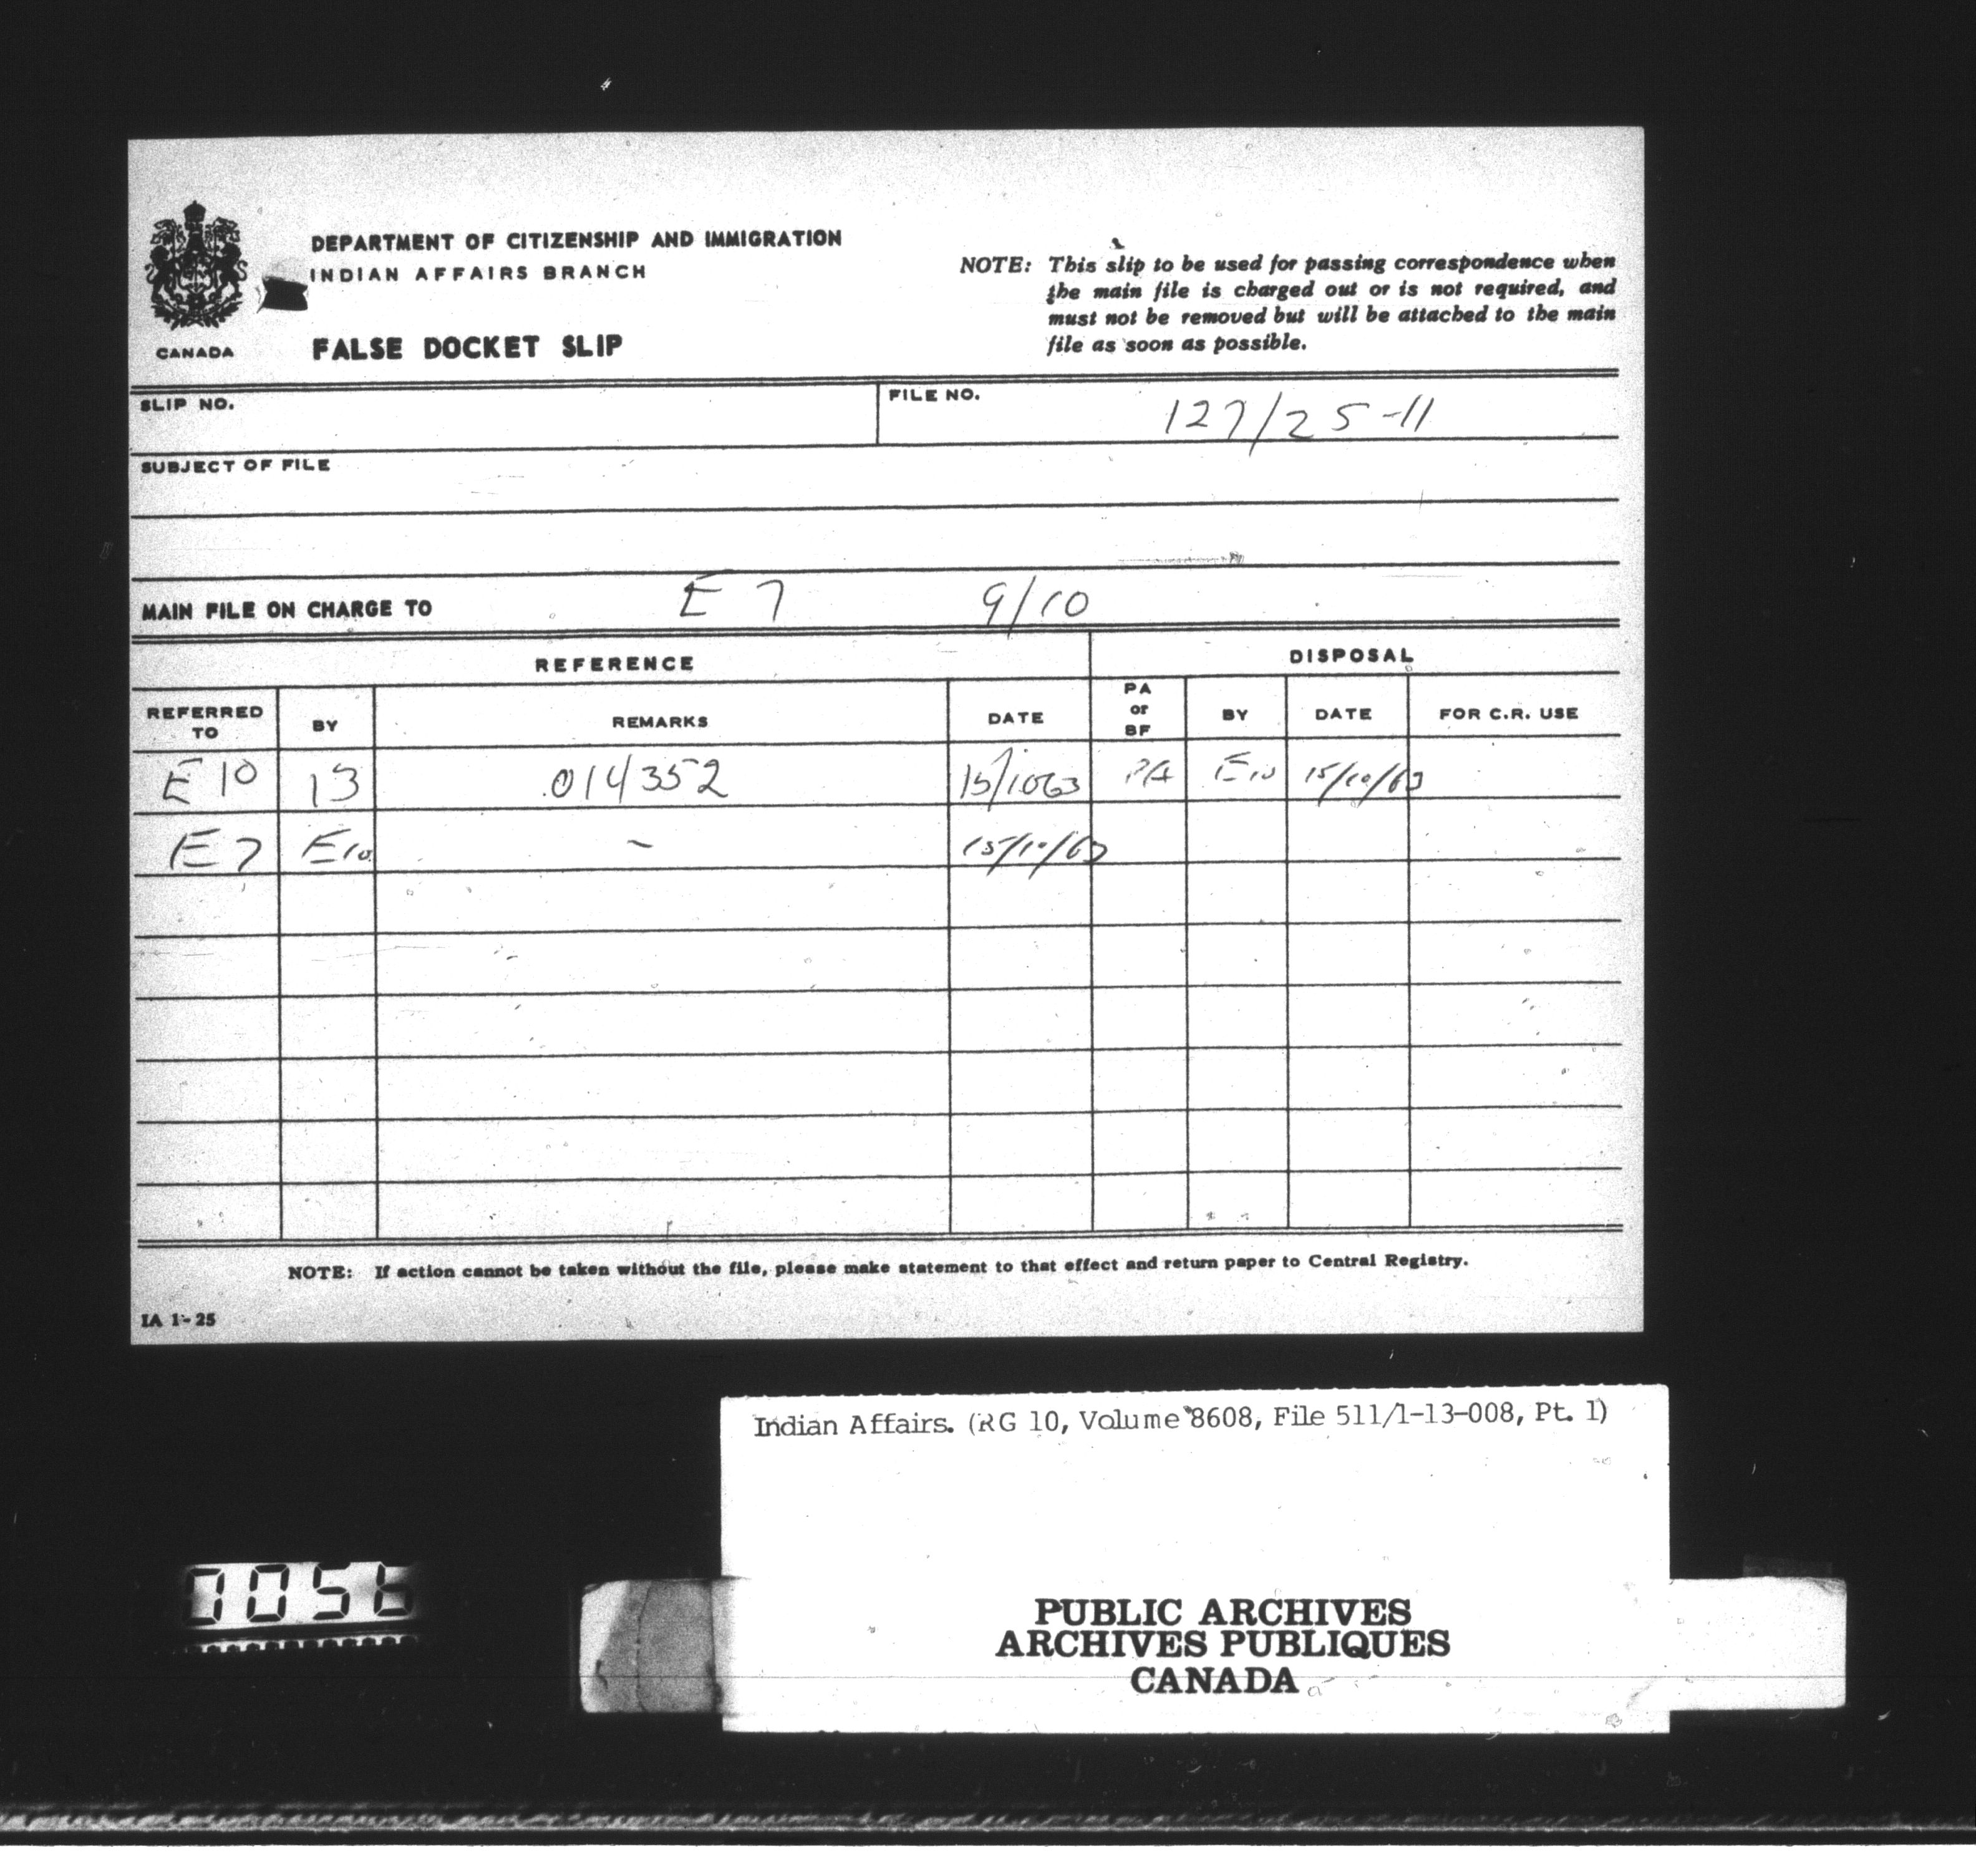 DEPARTMENT OF CITIZENSHIP AND IMMIGRATION
INDIAN AFFAIRS BRANCH
FALSE DOCKET SLIP
CANADA
NOTE: This slip to be used for passing correspondence when
the main file is charged out or is not required, and
must not be removed but will be attached to the main
file as soon as possible.
SLIP NO.
FILE NO. 127/25-11
SUBJECT OF FILE
MAIN FILE ON CHARGE TO E7 9/10
REFERENCE DISPOSAL
REFERRED TO BY REMARKS DATE PA or BF BY DATE FOR C.R. USE
E10 13 014352 15/1063 PA E10 15/10/63
E7 E10 - 15/10/63
NOTE: If action cannot be taken without the file, please make statement to that effect and return paper to Central Registry.
IA 1-25
Indian Affairs. (RG 10, Volume 8608, File 511/1-13-008, Pt. 1)
PUBLIC ARCHIVES
ARCHIVES PUBLIQUES
CANADA